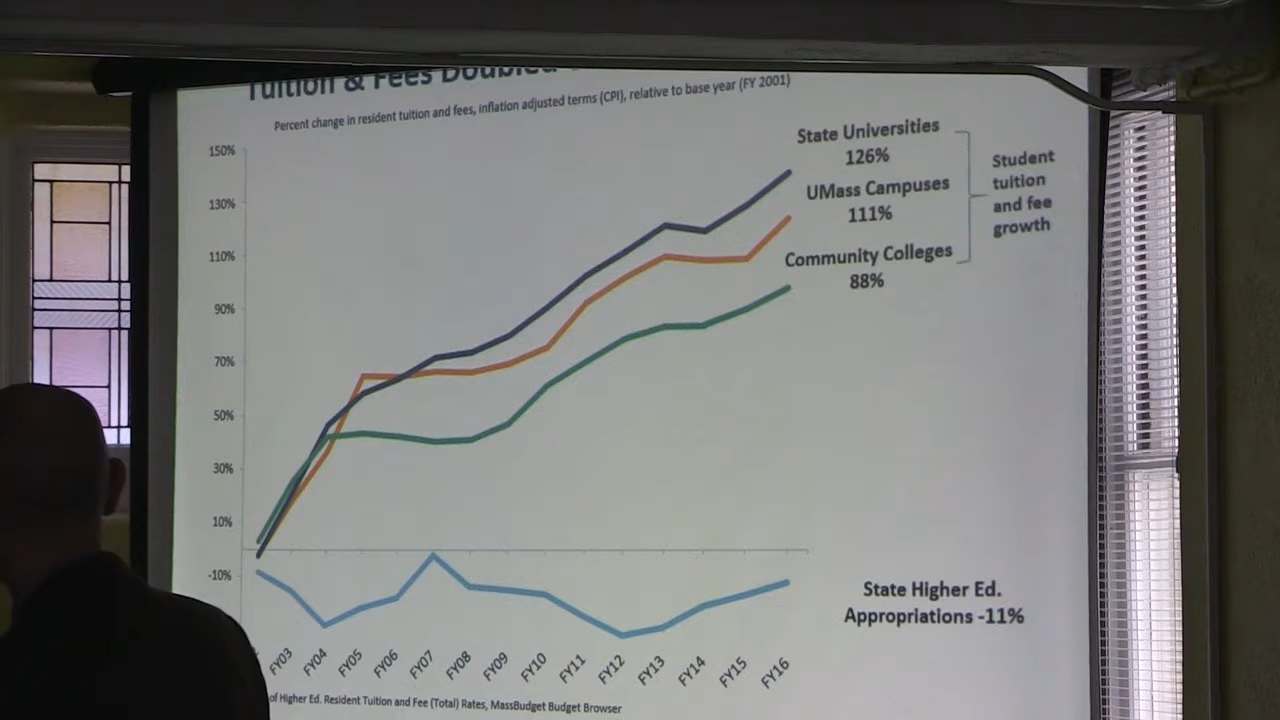 Tuition & Fees Doubled
Percent change in resident tuition and fees, inflation adjusted terms (CPI), relative to base year (FY 2001)
150%
130%
110%
90%
70%
50%
30%
10%
-10%
State Universities
126%
UMass Campuses
111%
Community Colleges
88%
Student
tuition
and fee
growth
State Higher Ed.
Appropriations -11%
FY03
FY04
FY05
FY06
FY07
FY08
FY09
FY10
FY11
FY12
FY13
FY14
FY15
FY16
of Higher Ed. Resident Tuition and Fee (Total) Rates, MassBudget Budget Browser